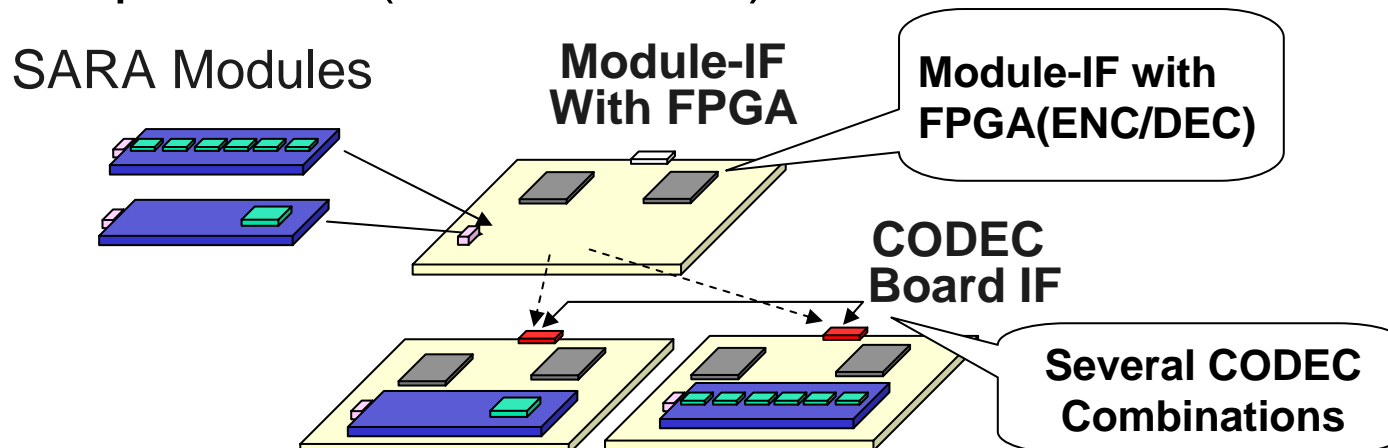 SARA Modules
Module-IF
With FPGA
Module-IF with
FPGA(ENC/DEC)
CODEC
Board IF
Several CODEC
Combinations